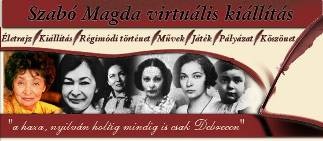 Szabó Magda virtuális kiállítás
Életrajz Kiállítás Régimódi történet Művek Játék Pályázat Köszönet
"a haza, nyilván holtig mindig is csak Debrecen"